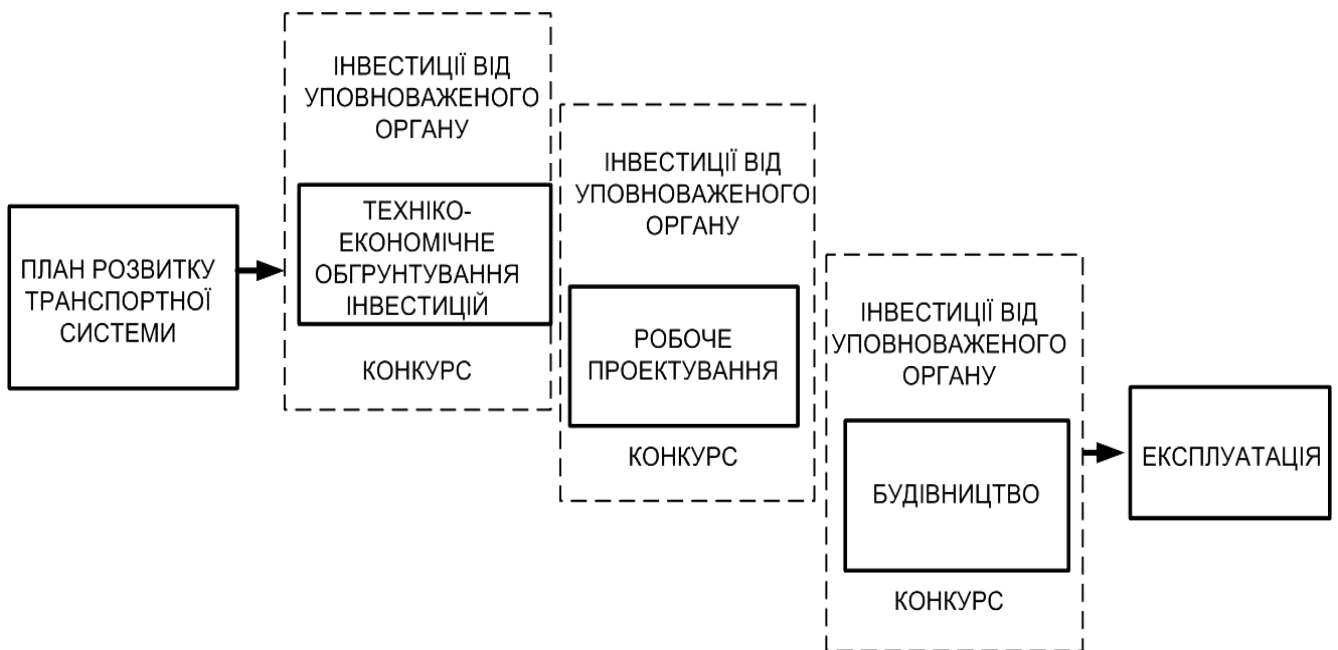 ПЛАН РОЗВИТКУ
ТРАНСПОРТНОЇ
СИСТЕМИ
ІНВЕСТИЦІЇ ВІД
УПОВНОВАЖЕНОГО
ОРГАНУ
ТЕХНІКО-
ЕКОНОМІЧНЕ
ОБГРУНТУВАННЯ
ІНВЕСТИЦІЙ
КОНКУРС
ІНВЕСТИЦІЇ ВІД
УПОВНОВАЖЕНОГО
ОРГАНУ
РОБОЧЕ
ПРОЕКТУВАННЯ
КОНКУРС
ІНВЕСТИЦІЇ ВІД
УПОВНОВАЖЕНОГО
ОРГАНУ
БУДІВНИЦТВО
КОНКУРС
ЕКСПЛУАТАЦІЯ